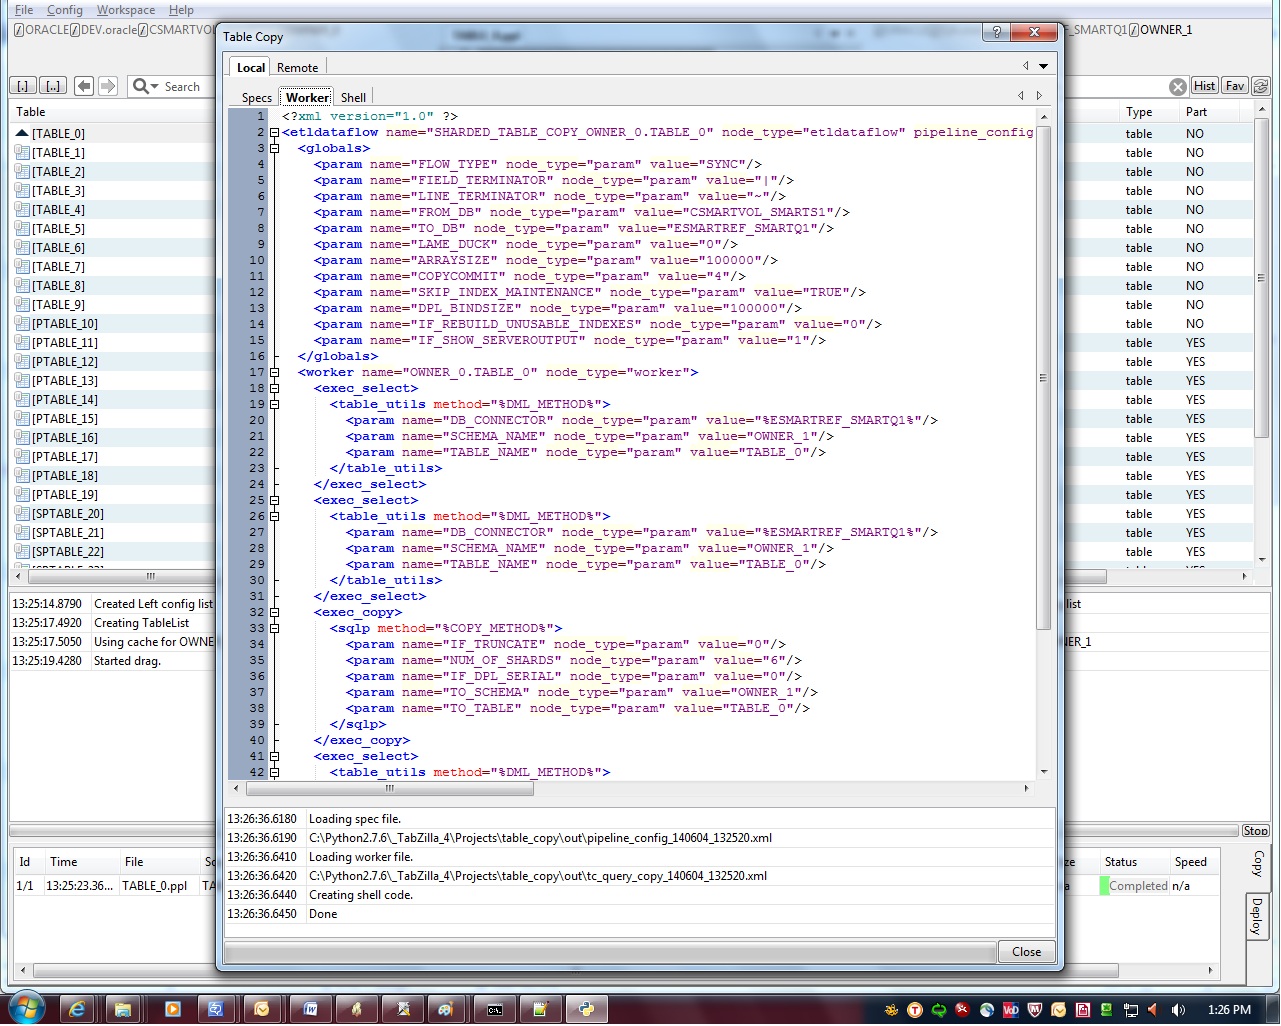 File Config Workspace Help
[/]ORACLE[/]DEV.oracle[/]CSMARTVOL
_SMARTQ1[/]OWNER_1
Table Copy
[.] [..] Search
Hist Fav
Table
Type Part
[TABLE_0]
[TABLE_1]
[TABLE_2]
[TABLE_3]
[TABLE_4]
[TABLE_5]
[TABLE_6]
[TABLE_7]
[TABLE_8]
[TABLE_9]
[PTABLE_10]
[PTABLE_11]
[PTABLE_12]
[PTABLE_13]
[PTABLE_14]
[PTABLE_15]
[PTABLE_16]
[PTABLE_17]
[PTABLE_18]
[PTABLE_19]
[SPTABLE_20]
[SPTABLE_21]
[SPTABLE_22]
table NO
table NO
table NO
table NO
table NO
table NO
table NO
table NO
table NO
table NO
table NO
table YES
table YES
table YES
table YES
table YES
table YES
table YES
table YES
table YES
table YES
table YES
table YES
Local Remote
Specs Worker Shell
1 <?xml version="1.0" ?>
2 <etldataflow name="SHARDED_TABLE_COPY_OWNER_0.TABLE_0" node_type="etldataflow" pipeline_config
3 <globals>
4 <param name="FLOW_TYPE" node_type="param" value="SYNC"/>
5 <param name="FIELD_TERMINATOR" node_type="param" value="|"/>
6 <param name="LINE_TERMINATOR" node_type="param" value="~"/>
7 <param name="FROM_DB" node_type="param" value="CSMARTVOL_SMARTS1"/>
8 <param name="TO_DB" node_type="param" value="ESMARTREF_SMARTQ1"/>
9 <param name="LAME_DUCK" node_type="param" value="0"/>
10 <param name="ARRAYSIZE" node_type="param" value="100000"/>
11 <param name="COPYCOMMIT" node_type="param" value="4"/>
12 <param name="SKIP_INDEX_MAINTENANCE" node_type="param" value="TRUE"/>
13 <param name="DPL_BINDSIZE" node_type="param" value="100000"/>
14 <param name="IF_REBUILD_UNUSABLE_INDEXES" node_type="param" value="0"/>
15 <param name="IF_SHOW_SERVEROUTPUT" node_type="param" value="1"/>
16 </globals>
17 <worker name="OWNER_0.TABLE_0" node_type="worker">
18 <exec_select>
19 <table_utils method="%DML_METHOD%">
20 <param name="DB_CONNECTOR" node_type="param" value="%ESMARTREF_SMARTQ1%"/>
21 <param name="SCHEMA_NAME" node_type="param" value="OWNER_1"/>
22 <param name="TABLE_NAME" node_type="param" value="TABLE_0"/>
23 </table_utils>
24 </exec_select>
25 <exec_select>
26 <table_utils method="%DML_METHOD%">
27 <param name="DB_CONNECTOR" node_type="param" value="%ESMARTREF_SMARTQ1%"/>
28 <param name="SCHEMA_NAME" node_type="param" value="OWNER_1"/>
29 <param name="TABLE_NAME" node_type="param" value="TABLE_0"/>
30 </table_utils>
31 </exec_select>
32 <exec_copy>
33 <sqlp method="%COPY_METHOD%">
34 <param name="IF_TRUNCATE" node_type="param" value="0"/>
35 <param name="NUM_OF_SHARDS" node_type="param" value="6"/>
36 <param name="IF_DPL_SERIAL" node_type="param" value="0"/>
37 <param name="TO_SCHEMA" node_type="param" value="OWNER_1"/>
38 <param name="TO_TABLE" node_type="param" value="TABLE_0"/>
39 </sqlp>
40 </exec_copy>
41 <exec_select>
42 <table_utils method="%DML_METHOD%">
13:25:14.8790 Created Left config list
13:25:17.4920 Creating TableList
13:25:17.5050 Using cache for OWNE
13:25:19.4280 Started drag.
list
ER_1
13:26:36.6180 Loading spec file.
13:26:36.6190 C:\Python2.7.6\_TabZilla_4\Projects\table_copy\out\pipeline_config_140604_132520.xml
13:26:36.6410 Loading worker file.
13:26:36.6420 C:\Python2.7.6\_TabZilla_4\Projects\table_copy\out\tc_query_copy_140604_132520.xml
13:26:36.6440 Creating shell code.
13:26:36.6450 Done
Close
Stop
Id Time File Sc
ze Status Speed
1/1 13:25:23.36... TABLE_0.ppl TA
a Completed n/a
Copy
Deploy
1:26 PM